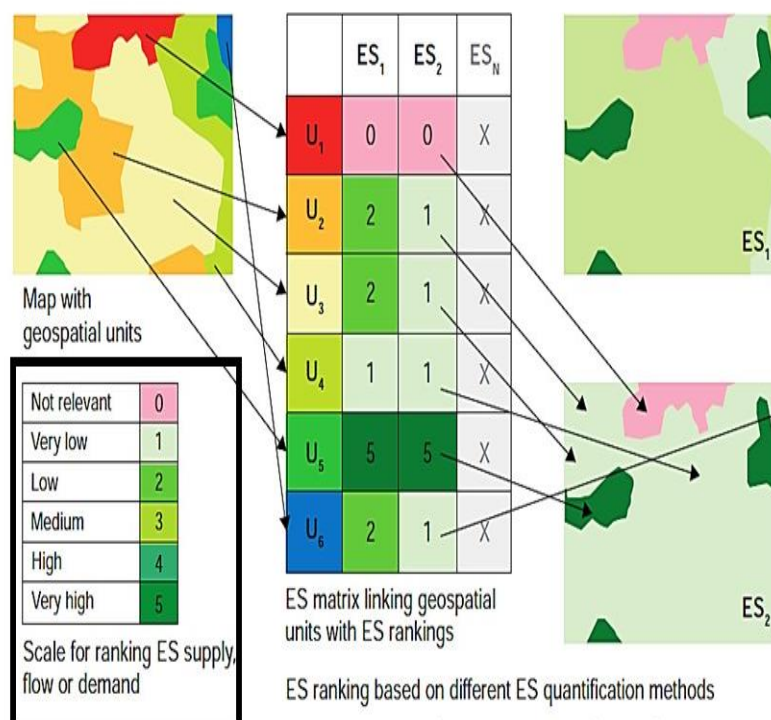 ES₁ ES₂ ES_N
U₁ 0 0 X
U₂ 2 1 X
U₃ 2 1 X
U₄ 1 1 X
U₅ 5 5 X
U₆ 2 1 X
ES₁
ES₂
Map with
geospatial units
Not relevant 0
Very low 1
Low 2
Medium 3
High 4
Very high 5
Scale for ranking ES supply,
flow or demand
ES matrix linking geospatial
units with ES rankings
ES ranking based on different ES quantification methods